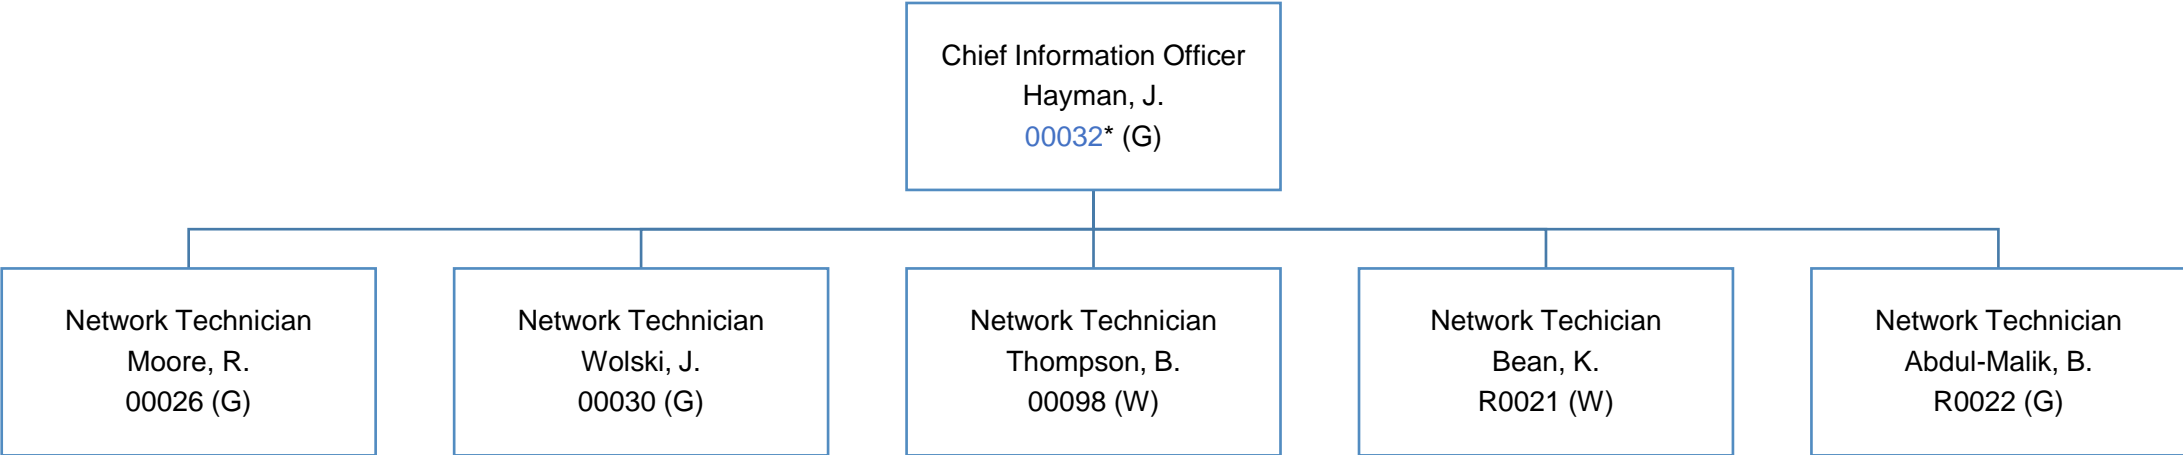 Chief Information Officer
Hayman, J.
00032* (G)
Network Technician
Moore, R.
00026 (G)
Network Technician
Wolski, J.
00030 (G)
Network Technician
Thompson, B.
00098 (W)
Network Techician
Bean, K.
R0021 (W)
Network Technician
Abdul-Malik, B.
R0022 (G)